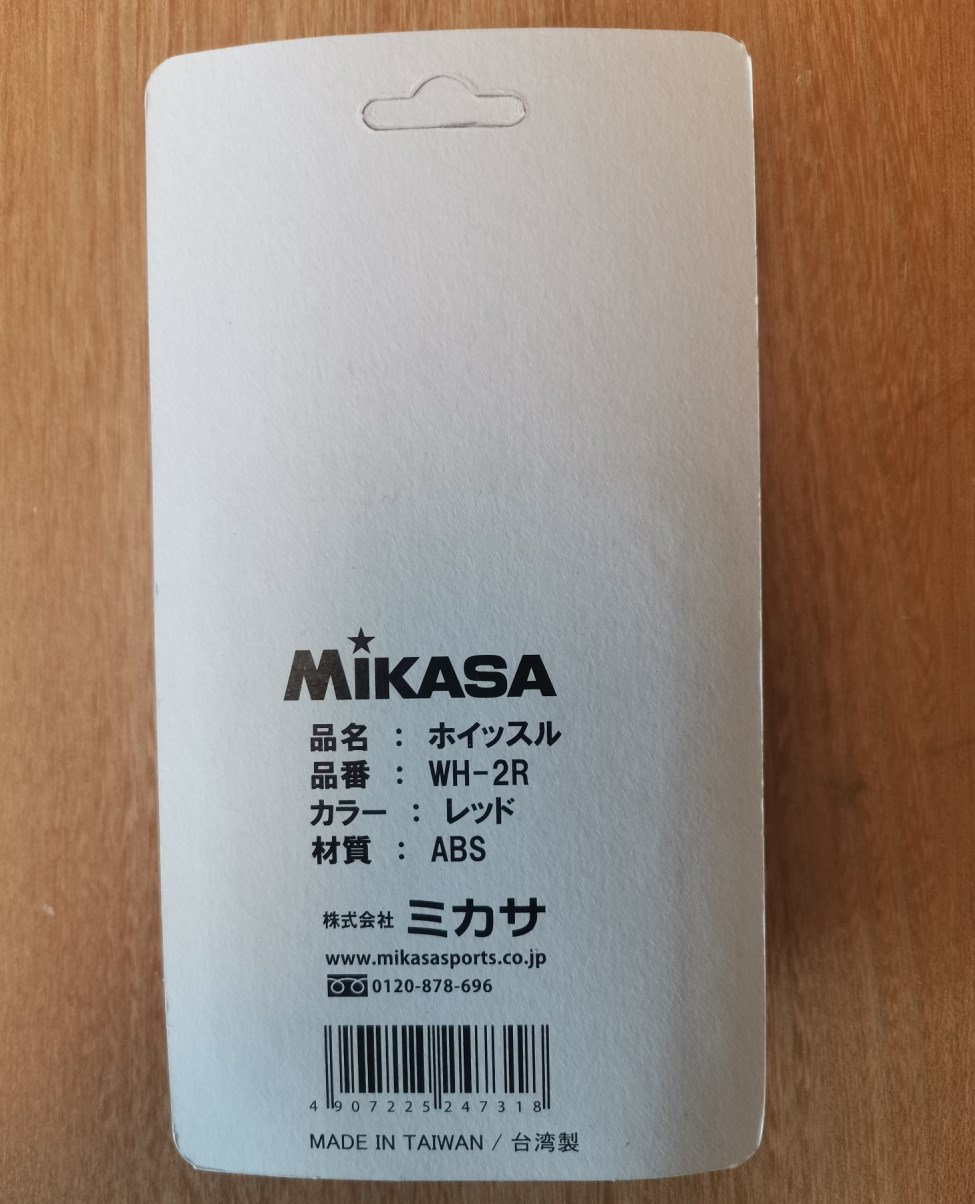 MiKASA
品名 : ホイッスル
品番 : WH-2R
カラー : レッド
材質 : ABS
株式会社 ミカサ
www.mikasasports.co.jp
0120-878-696
4 907225 247318
MADE IN TAIWAN / 台湾製